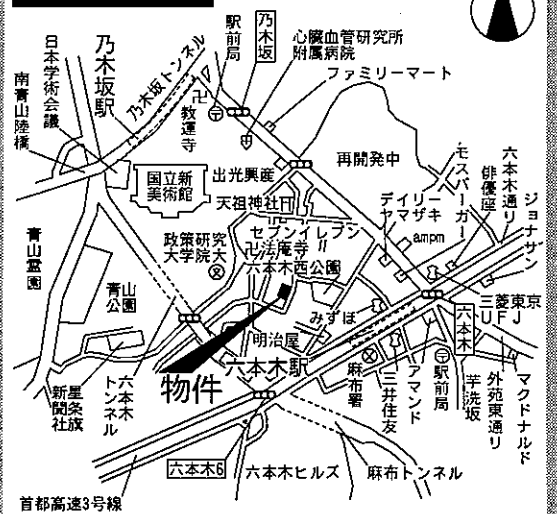 駅前局
乃木坂
心臓血管研究所
附属病院
ファミリーマート
乃木坂トンネル
乃木坂駅
日本学術会議
南青山陸橋
教運寺
国立新
美術館
出光興産
再開発中
天祖神社
セブンイレブン
法庵寺
六本木西公園
政策研究
大学院大
デイリー
ヤマザキ
モスバーガー
俳優座
六本木通り
ジョナサン
ampm
青山霊園
青山
公園
みずほ
三菱東京
UFJ
六本木
明治屋
六本木駅
物件
星条旗
新聞社
六本木
トンネル
麻布署
三井住友
アマンド
駅前局
芋洗坂
外苑東通り
マクドナルド
六本木6
六本木ヒルズ
麻布トンネル
首都高速3号線